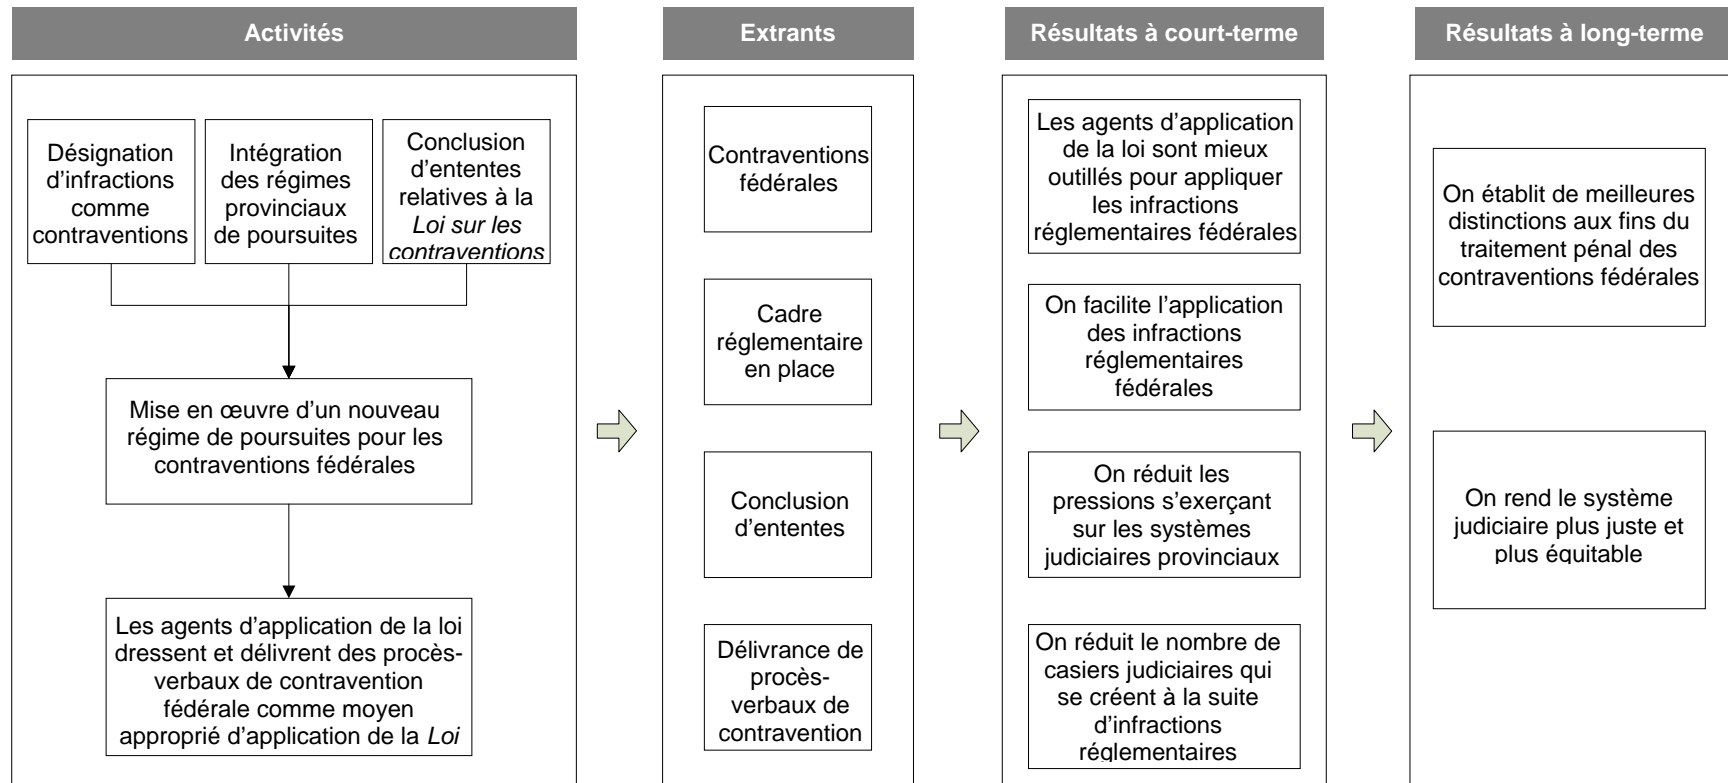 Activités
Extrants
Résultats à court-terme
Résultats à long-terme
Désignation
d'infractions
comme
contraventions
Intégration
des régimes
provinciaux
de poursuites
Conclusion
d'ententes
relatives à la
Loi sur les
contraventions
Mise en œuvre d'un nouveau
régime de poursuites pour les
contraventions fédérales
Les agents d'application de la loi
dressent et délivrent des procès-
verbaux de contravention
fédérale comme moyen
approprié d'application de la Loi
Contraventions
fédérales
Cadre
réglementaire
en place
Conclusion
d'ententes
Délivrance de
procès-
verbaux de
contravention
Les agents d'application
de la loi sont mieux
outillés pour appliquer
les infractions
réglementaires fédérales
On facilite l'application
des infractions
réglementaires
fédérales
On réduit les
pressions s'exerçant
sur les systèmes
judiciaires provinciaux
On réduit le nombre de
casiers judiciaires qui
se créent à la suite
d'infractions
réglementaires
On établit de meilleures
distinctions aux fins du
traitement pénal des
contraventions fédérales
On rend le système
judiciaire plus juste et
plus équitable